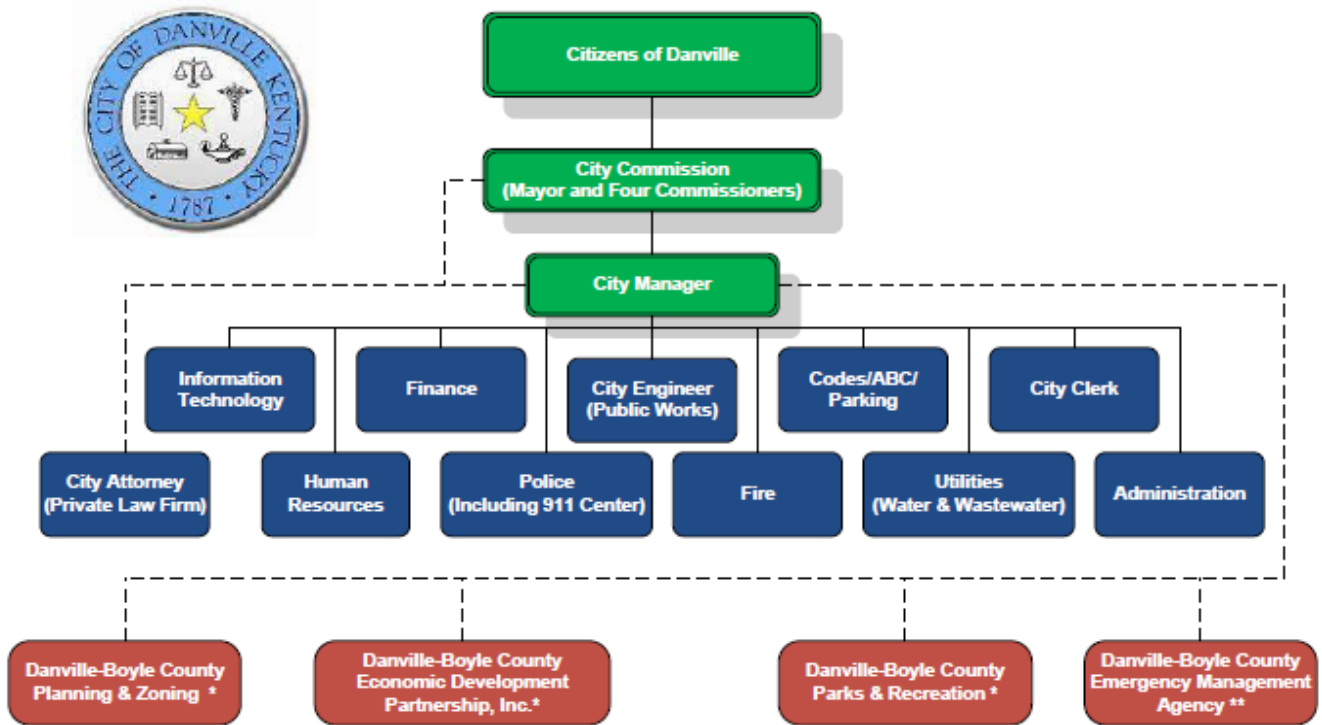 THE CITY OF DANVILLE KENTUCKY
• 1787 •
Citizens of Danville
City Commission
(Mayor and Four Commissioners)
City Manager
Information
Technology
Finance
City Engineer
(Public Works)
Codes/ABC/
Parking
City Clerk
City Attorney
(Private Law Firm)
Human
Resources
Police
(Including 911 Center)
Fire
Utilities
(Water & Wastewater)
Administration
Danville-Boyle County
Planning & Zoning *
Danville-Boyle County
Economic Development
Partnership, Inc.*
Danville-Boyle County
Parks & Recreation *
Danville-Boyle County
Emergency Management
Agency **